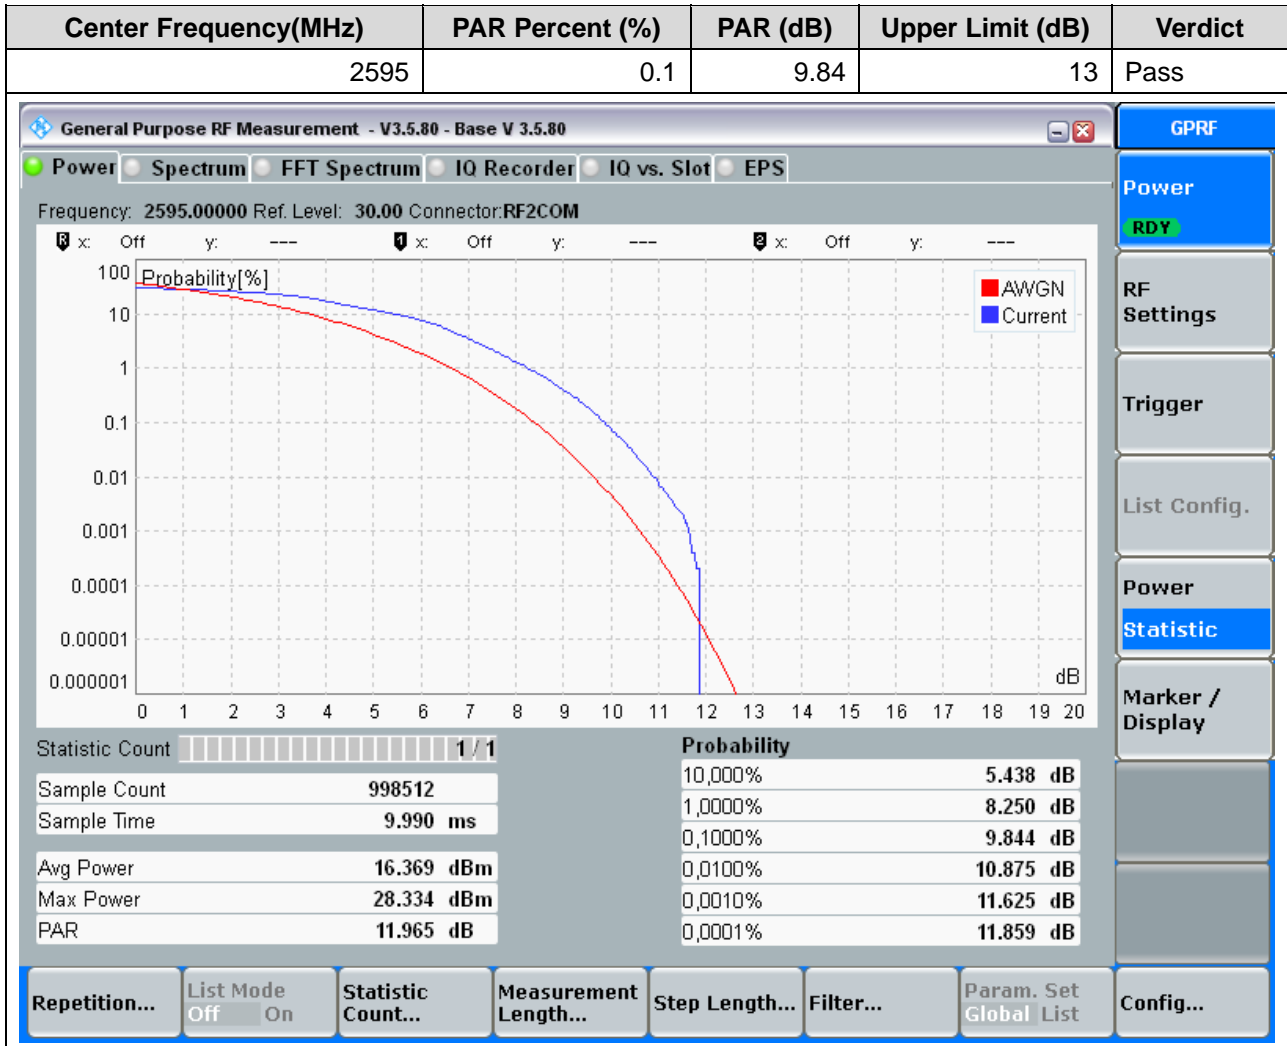 Center Frequency(MHz) PAR Percent (%) PAR (dB) Upper Limit (dB) Verdict
2595 0.1 9.84 13 Pass
General Purpose RF Measurement - V3.5.80 - Base V 3.5.80
GPRF
Power Spectrum FFT Spectrum IQ Recorder IQ vs. Slot EPS
Frequency: 2595.00000 Ref. Level: 30.00 Connector:RF2COM
R x: Off y: --- 1 x: Off y: --- 2 x: Off y: ---
Probability[%]
AWGN
Current
100
10
1
0.1
0.01
0.001
0.0001
0.00001
0.000001
dB
0 1 2 3 4 5 6 7 8 9 10 11 12 13 14 15 16 17 18 19 20
Statistic Count 1 / 1
Sample Count 998512
Sample Time 9.990 ms
Avg Power 16.369 dBm
Max Power 28.334 dBm
PAR 11.965 dB
Probability
10,000% 5.438 dB
1,0000% 8.250 dB
0,1000% 9.844 dB
0,0100% 10.875 dB
0,0010% 11.625 dB
0,0001% 11.859 dB
Power
RDY
RF
Settings
Trigger
List Config.
Power
Statistic
Marker /
Display
Repetition...
List Mode
Off On
Statistic
Count...
Measurement
Length...
Step Length...
Filter...
Param. Set
Global List
Config...